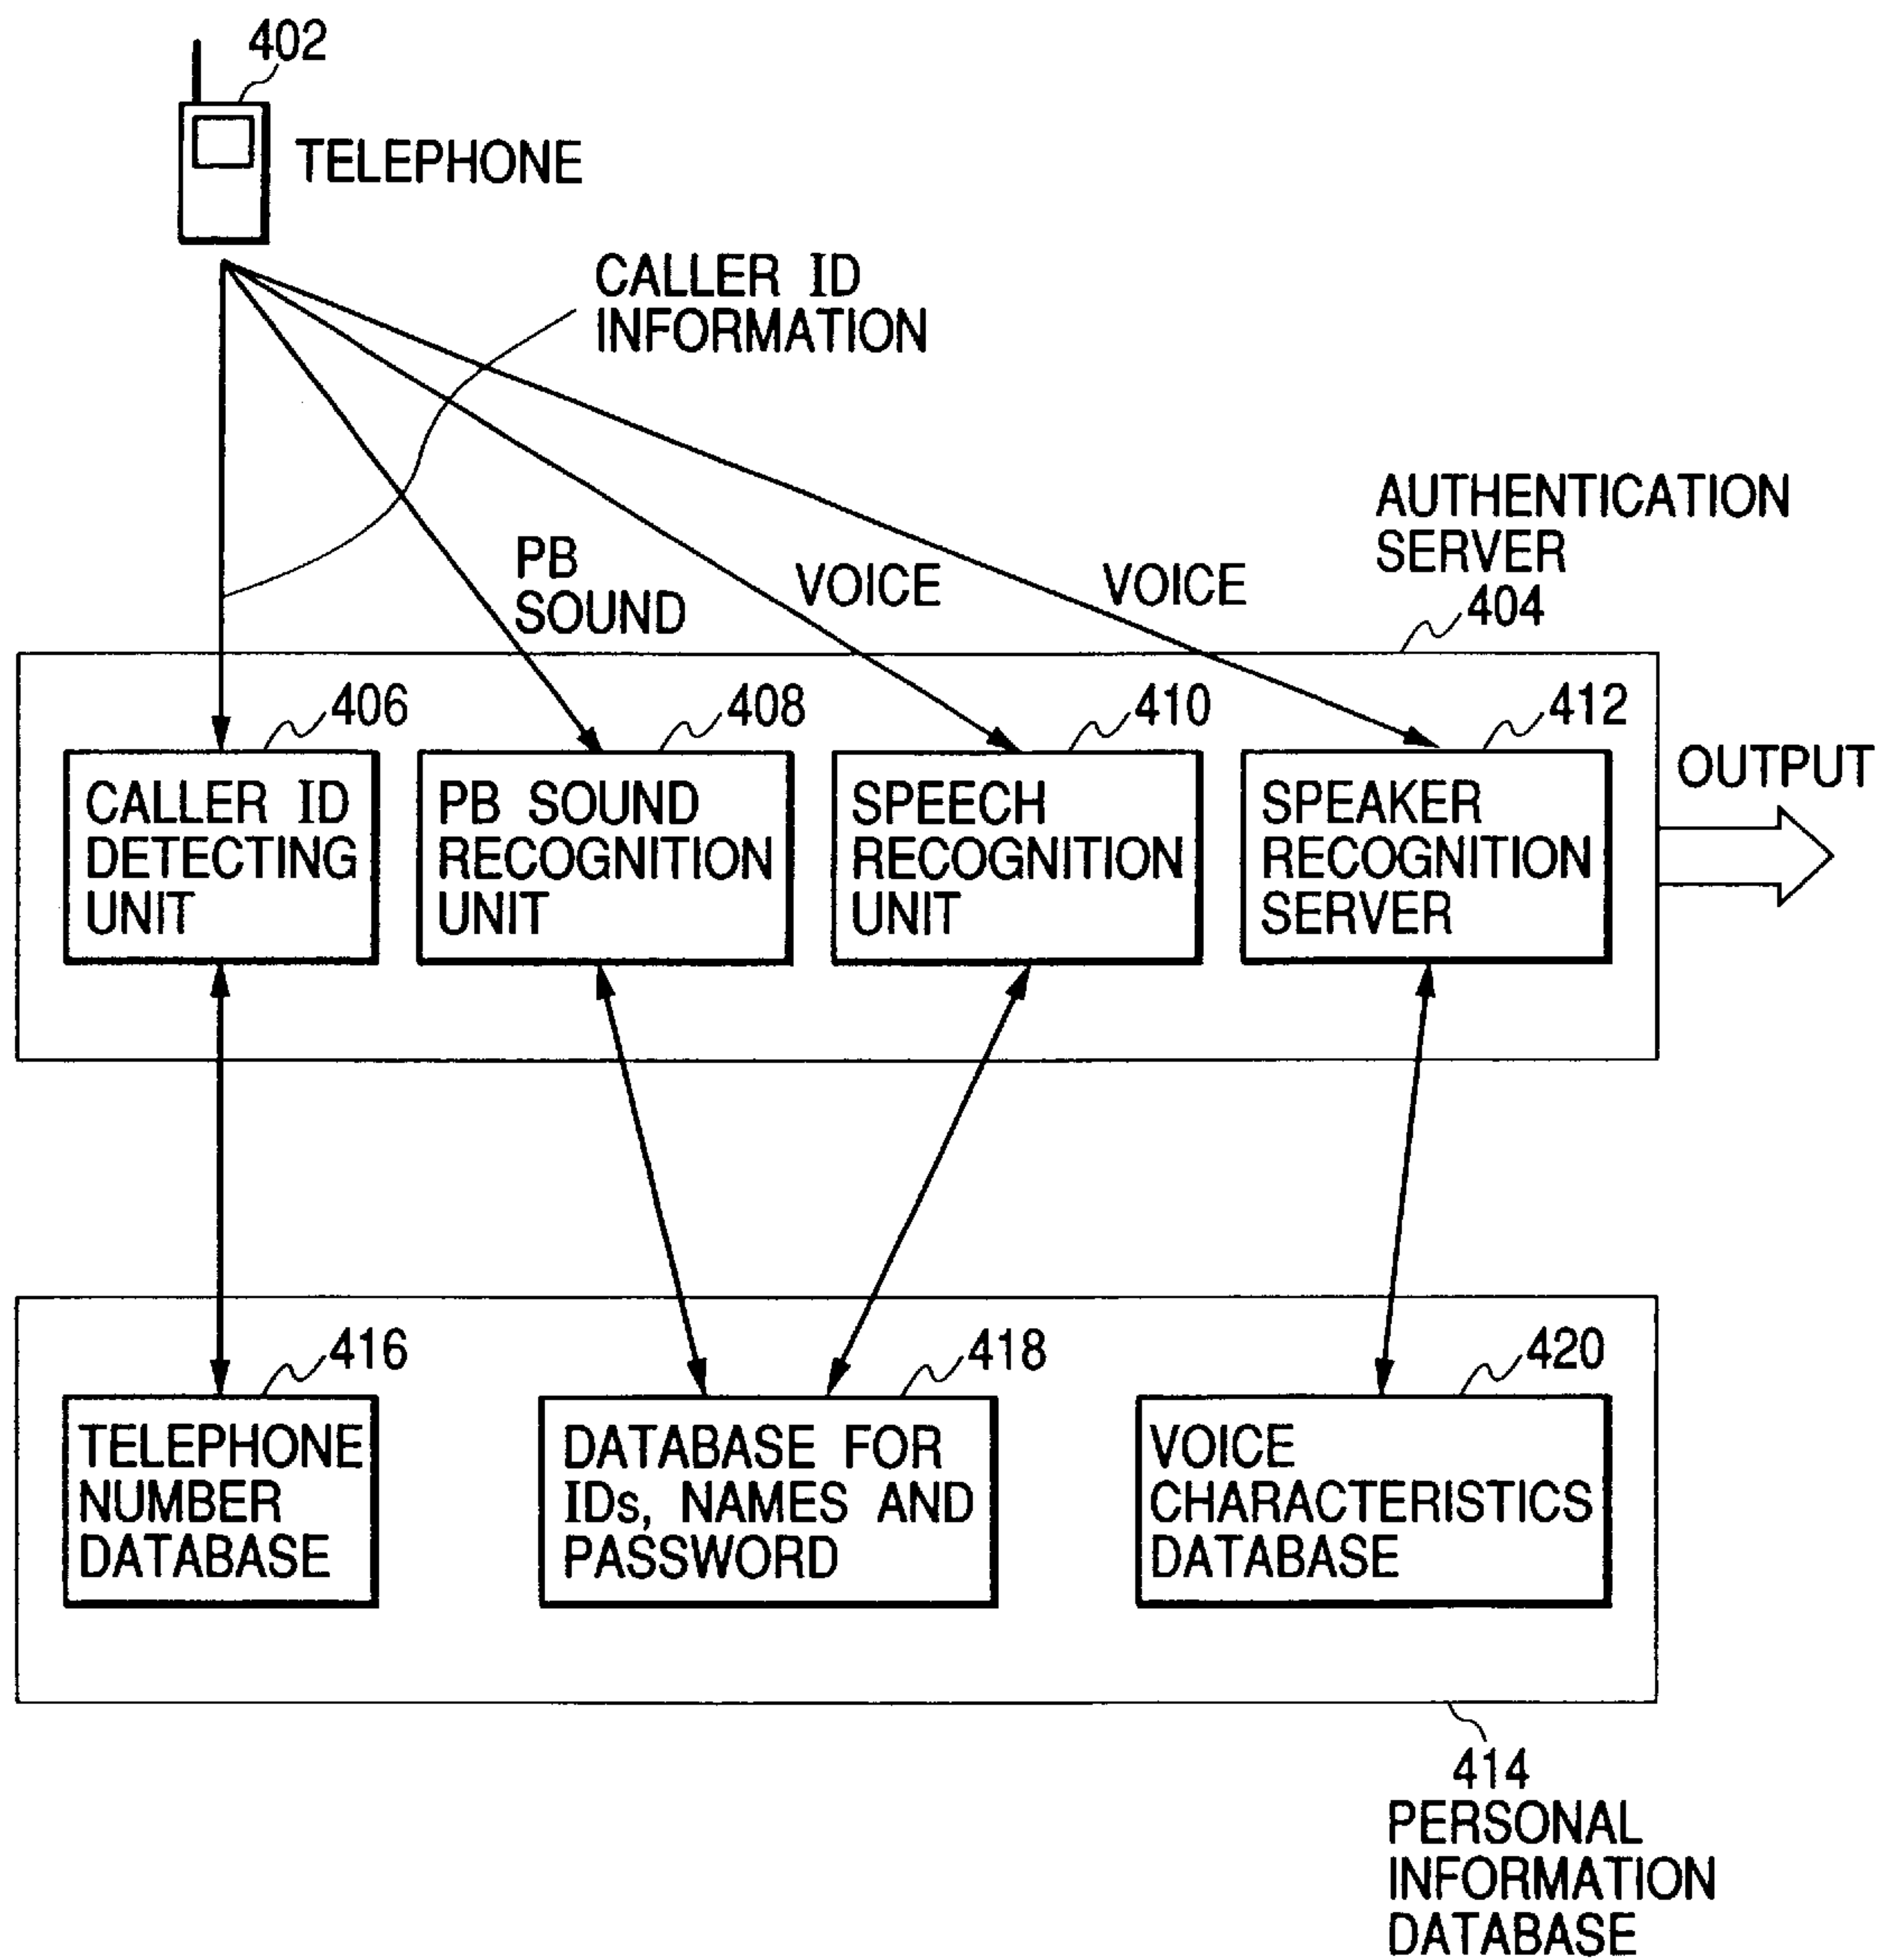 402
TELEPHONE
CALLER ID
INFORMATION
AUTHENTICATION
SERVER
404
PB
SOUND
VOICE
VOICE
406
408
410
412
CALLER ID
DETECTING
UNIT
PB SOUND
RECOGNITION
UNIT
SPEECH
RECOGNITION
UNIT
SPEAKER
RECOGNITION
SERVER
OUTPUT
416
418
420
TELEPHONE
NUMBER
DATABASE
DATABASE FOR
IDs, NAMES AND
PASSWORD
VOICE
CHARACTERISTICS
DATABASE
414
PERSONAL
INFORMATION
DATABASE